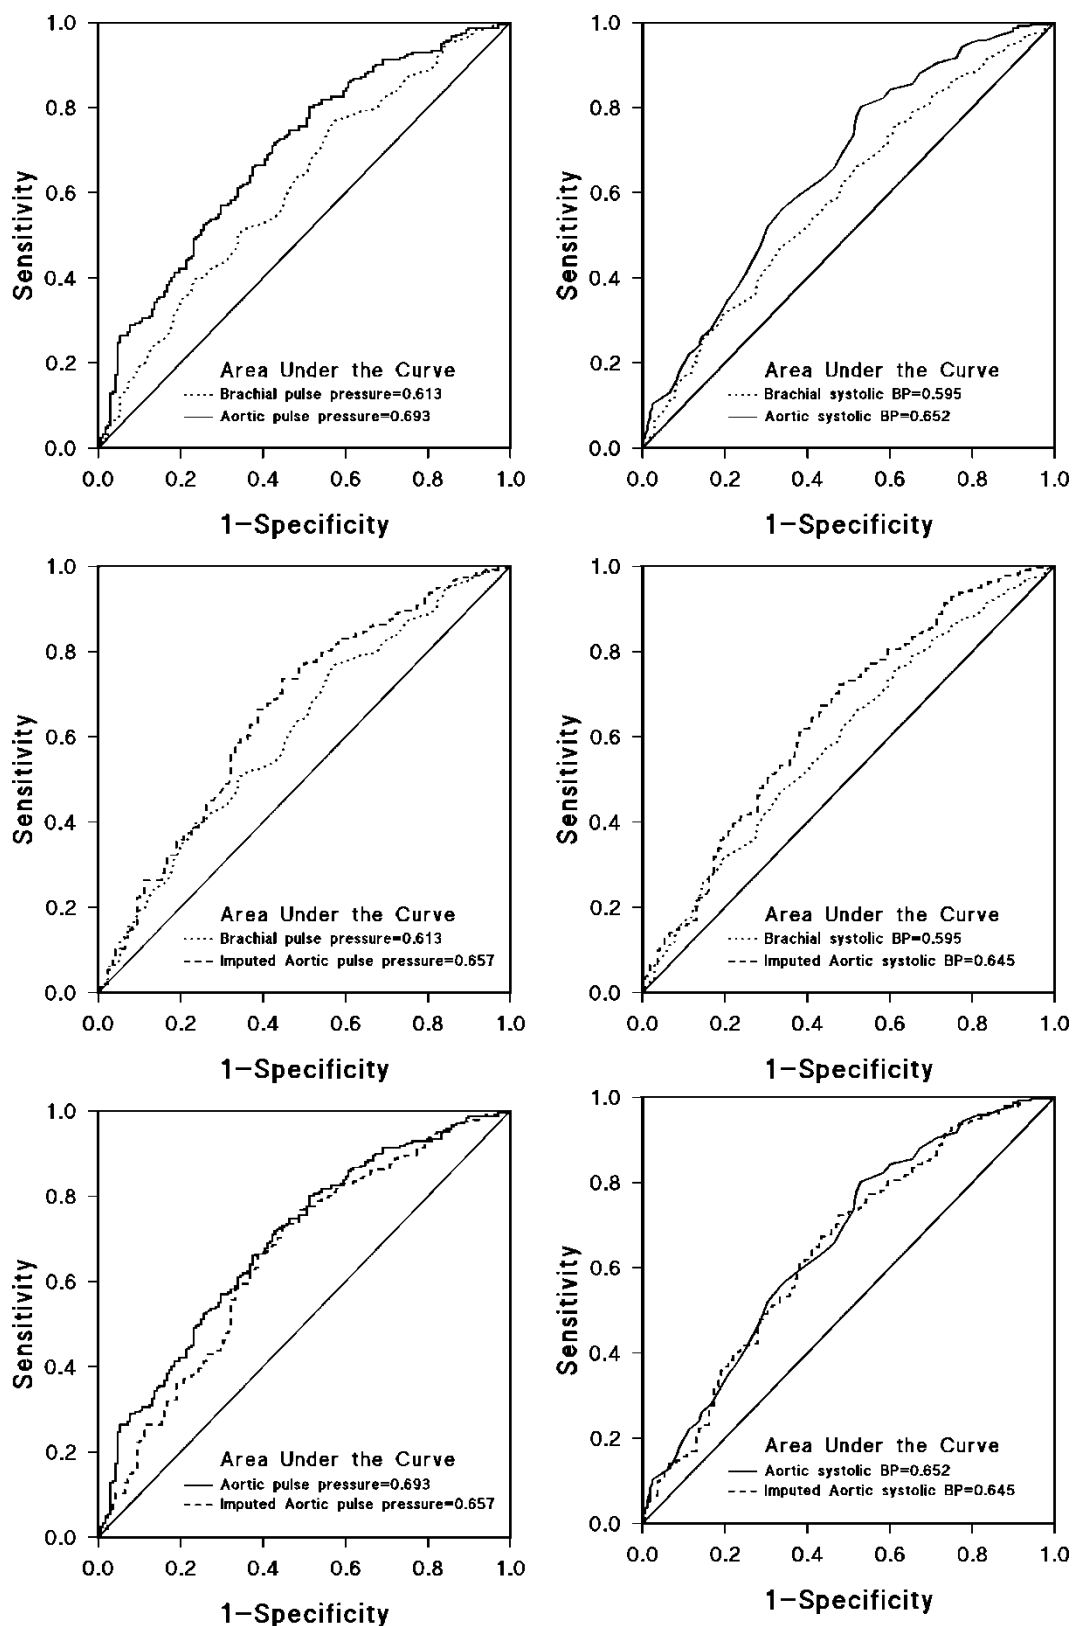 1.0
0.8
0.6
0.4
0.2
0.0
Sensitivity
Area Under the Curve
Brachial pulse pressure=0.613
Aortic pulse pressure=0.693
0.0 0.2 0.4 0.6 0.8 1.0
1-Specificity
1.0
0.8
0.6
0.4
0.2
0.0
Sensitivity
Area Under the Curve
Brachial systolic BP=0.595
Aortic systolic BP=0.652
0.0 0.2 0.4 0.6 0.8 1.0
1-Specificity
1.0
0.8
0.6
0.4
0.2
0.0
Sensitivity
Area Under the Curve
Brachial pulse pressure=0.613
Imputed Aortic pulse pressure=0.657
0.0 0.2 0.4 0.6 0.8 1.0
1-Specificity
1.0
0.8
0.6
0.4
0.2
0.0
Sensitivity
Area Under the Curve
Brachial systolic BP=0.595
Imputed Aortic systolic BP=0.645
0.0 0.2 0.4 0.6 0.8 1.0
1-Specificity
1.0
0.8
0.6
0.4
0.2
0.0
Sensitivity
Area Under the Curve
Aortic pulse pressure=0.693
Imputed Aortic pulse pressure=0.657
0.0 0.2 0.4 0.6 0.8 1.0
1-Specificity
1.0
0.8
0.6
0.4
0.2
0.0
Sensitivity
Area Under the Curve
Aortic systolic BP=0.652
Imputed Aortic systolic BP=0.645
0.0 0.2 0.4 0.6 0.8 1.0
1-Specificity